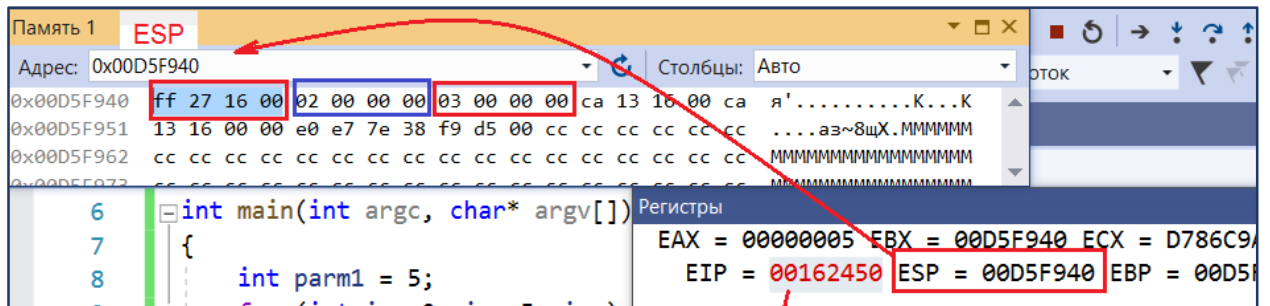 Память 1
ESP
Адрес: 0x00D5F940
Столбцы: Авто
оток
0x00D5F940 ff 27 16 00 02 00 00 00 03 00 00 00 ca 13 16 00 ca я'..........К...К
0x00D5F951 13 16 00 00 e0 e7 7e 38 f9 d5 00 cc cc cc cc cc cc ....аз~8щХ.ММММММ
0x00D5F962 cc cc cc cc cc cc cc cc cc cc cc cc cc cc cc cc cc МММММММММММММММММ
6 int main(int argc, char* argv[])
7 {
8 int parm1 = 5;
Регистры
EAX = 00000005 EBX = 00D5F940 ECX = D786C9
EIP = 00162450 ESP = 00D5F940 EBP = 00D5